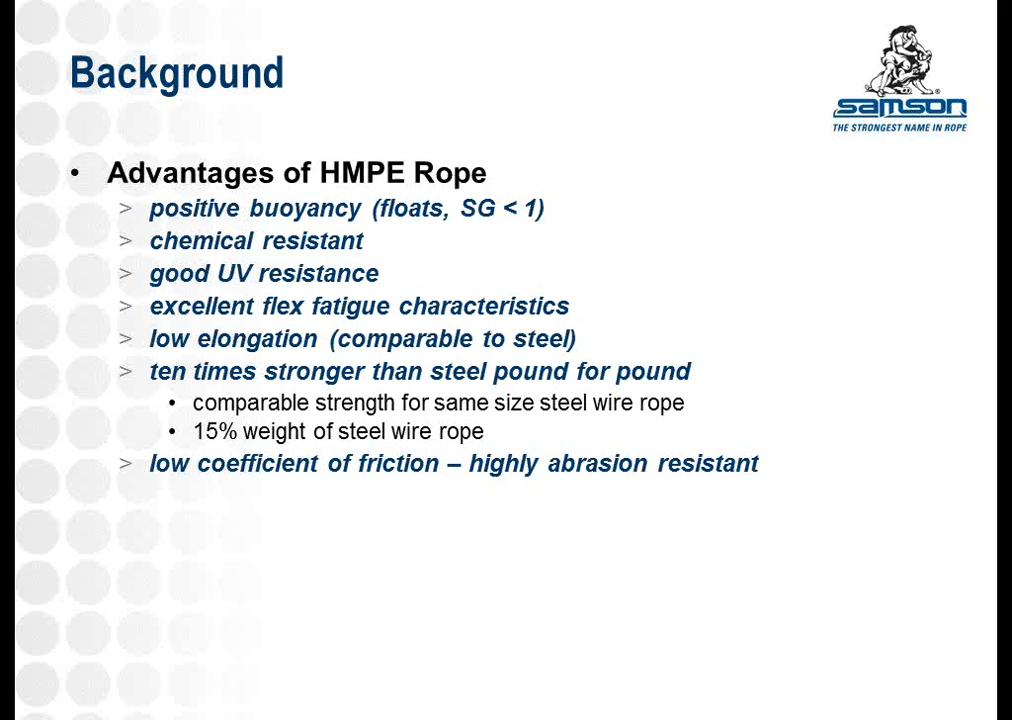 Background
samson
THE STRONGEST NAME IN ROPE
• Advantages of HMPE Rope
> positive buoyancy (floats, SG < 1)
> chemical resistant
> good UV resistance
> excellent flex fatigue characteristics
> low elongation (comparable to steel)
> ten times stronger than steel pound for pound
• comparable strength for same size steel wire rope
• 15% weight of steel wire rope
> low coefficient of friction – highly abrasion resistant